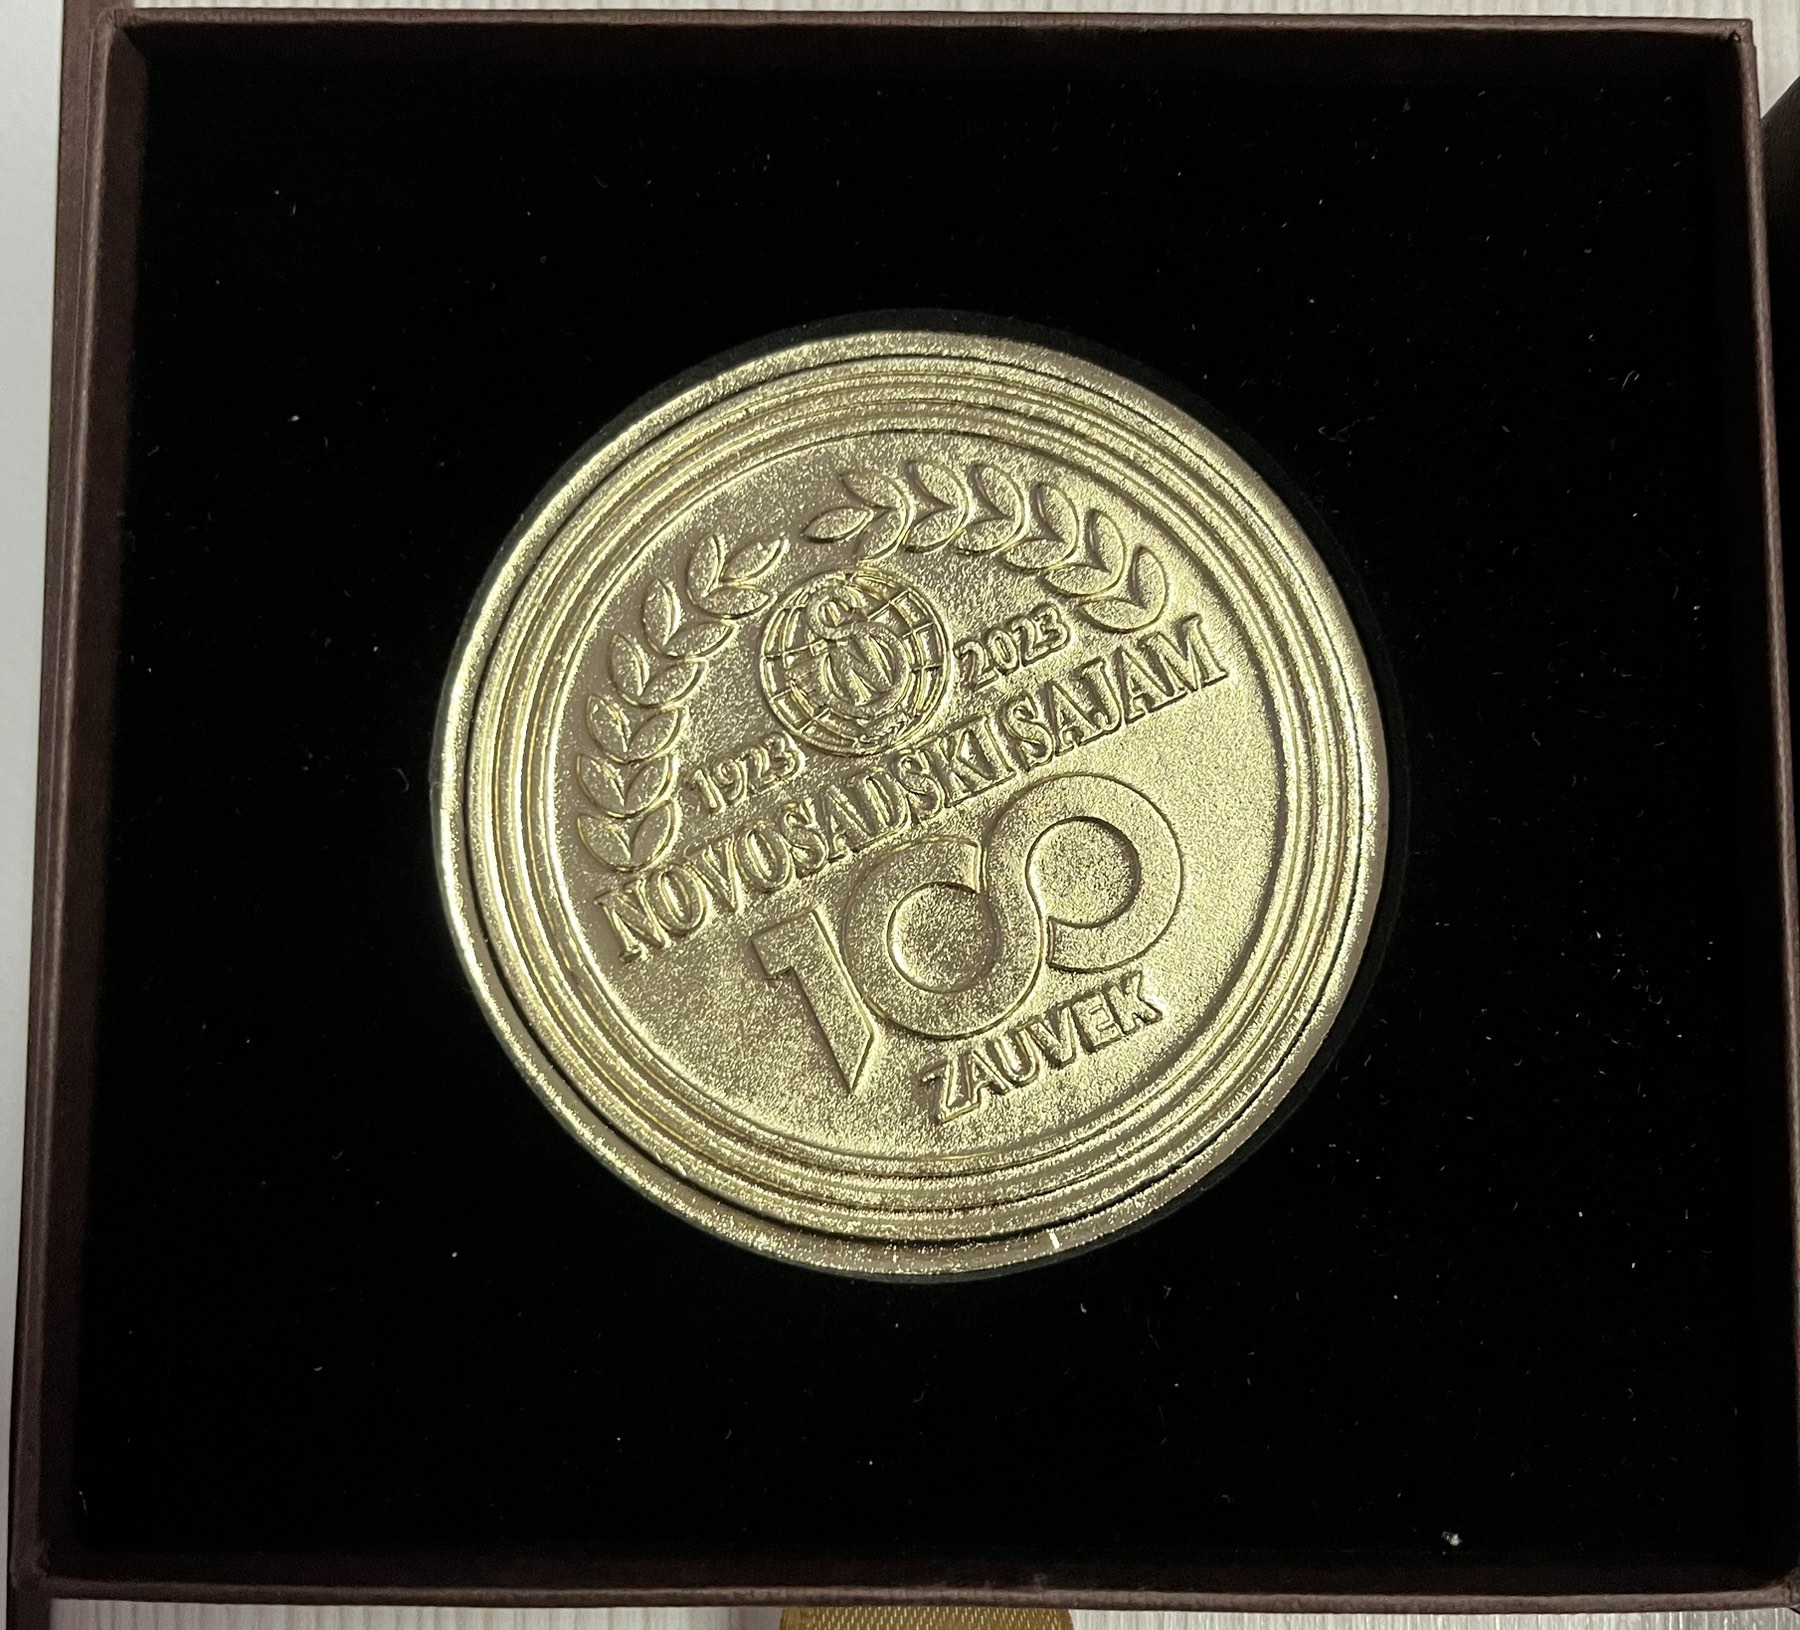 1923 2023
NOVOSADSKI SAJAM
100
ZAUVEK